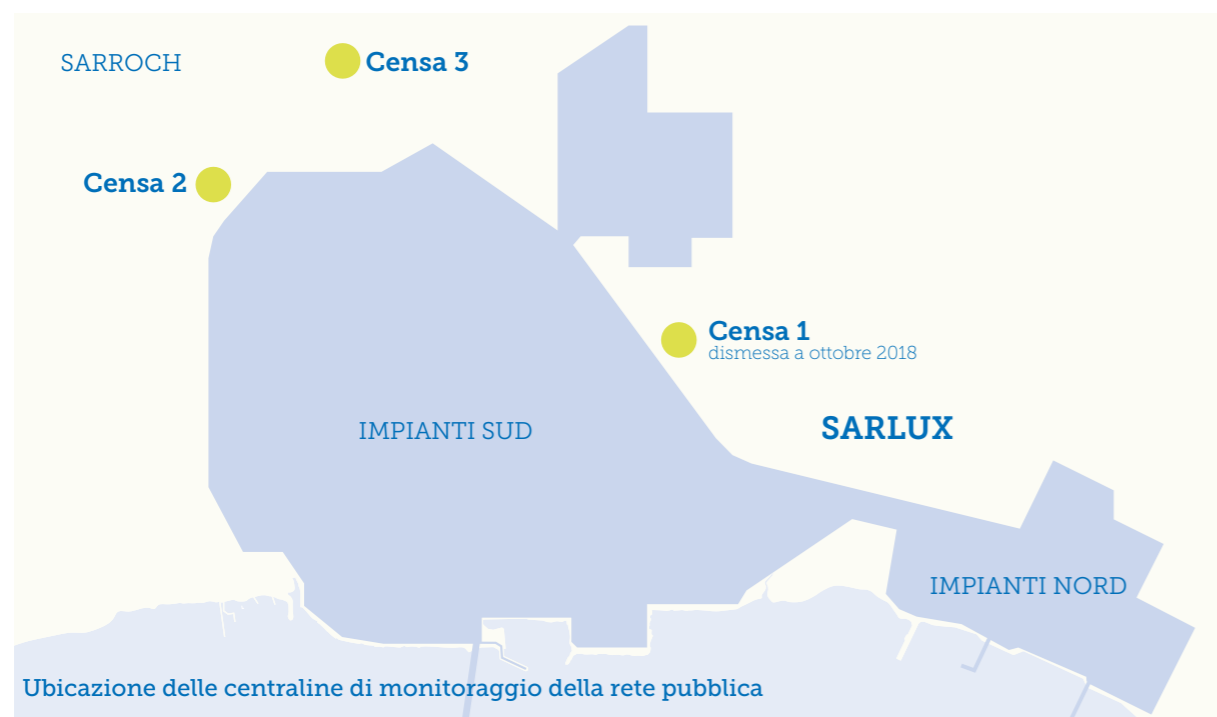 SARROCH
Censa 3
Censa 2
Censa 1
dismessa a ottobre 2018
SARLUX
IMPIANTI SUD
IMPIANTI NORD
Ubicazione delle centraline di monitoraggio della rete pubblica